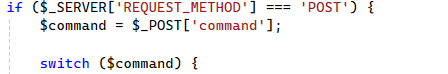 if ($_SERVER['REQUEST_METHOD'] === 'POST') {
    $command = $_POST['command'];
    switch ($command) {